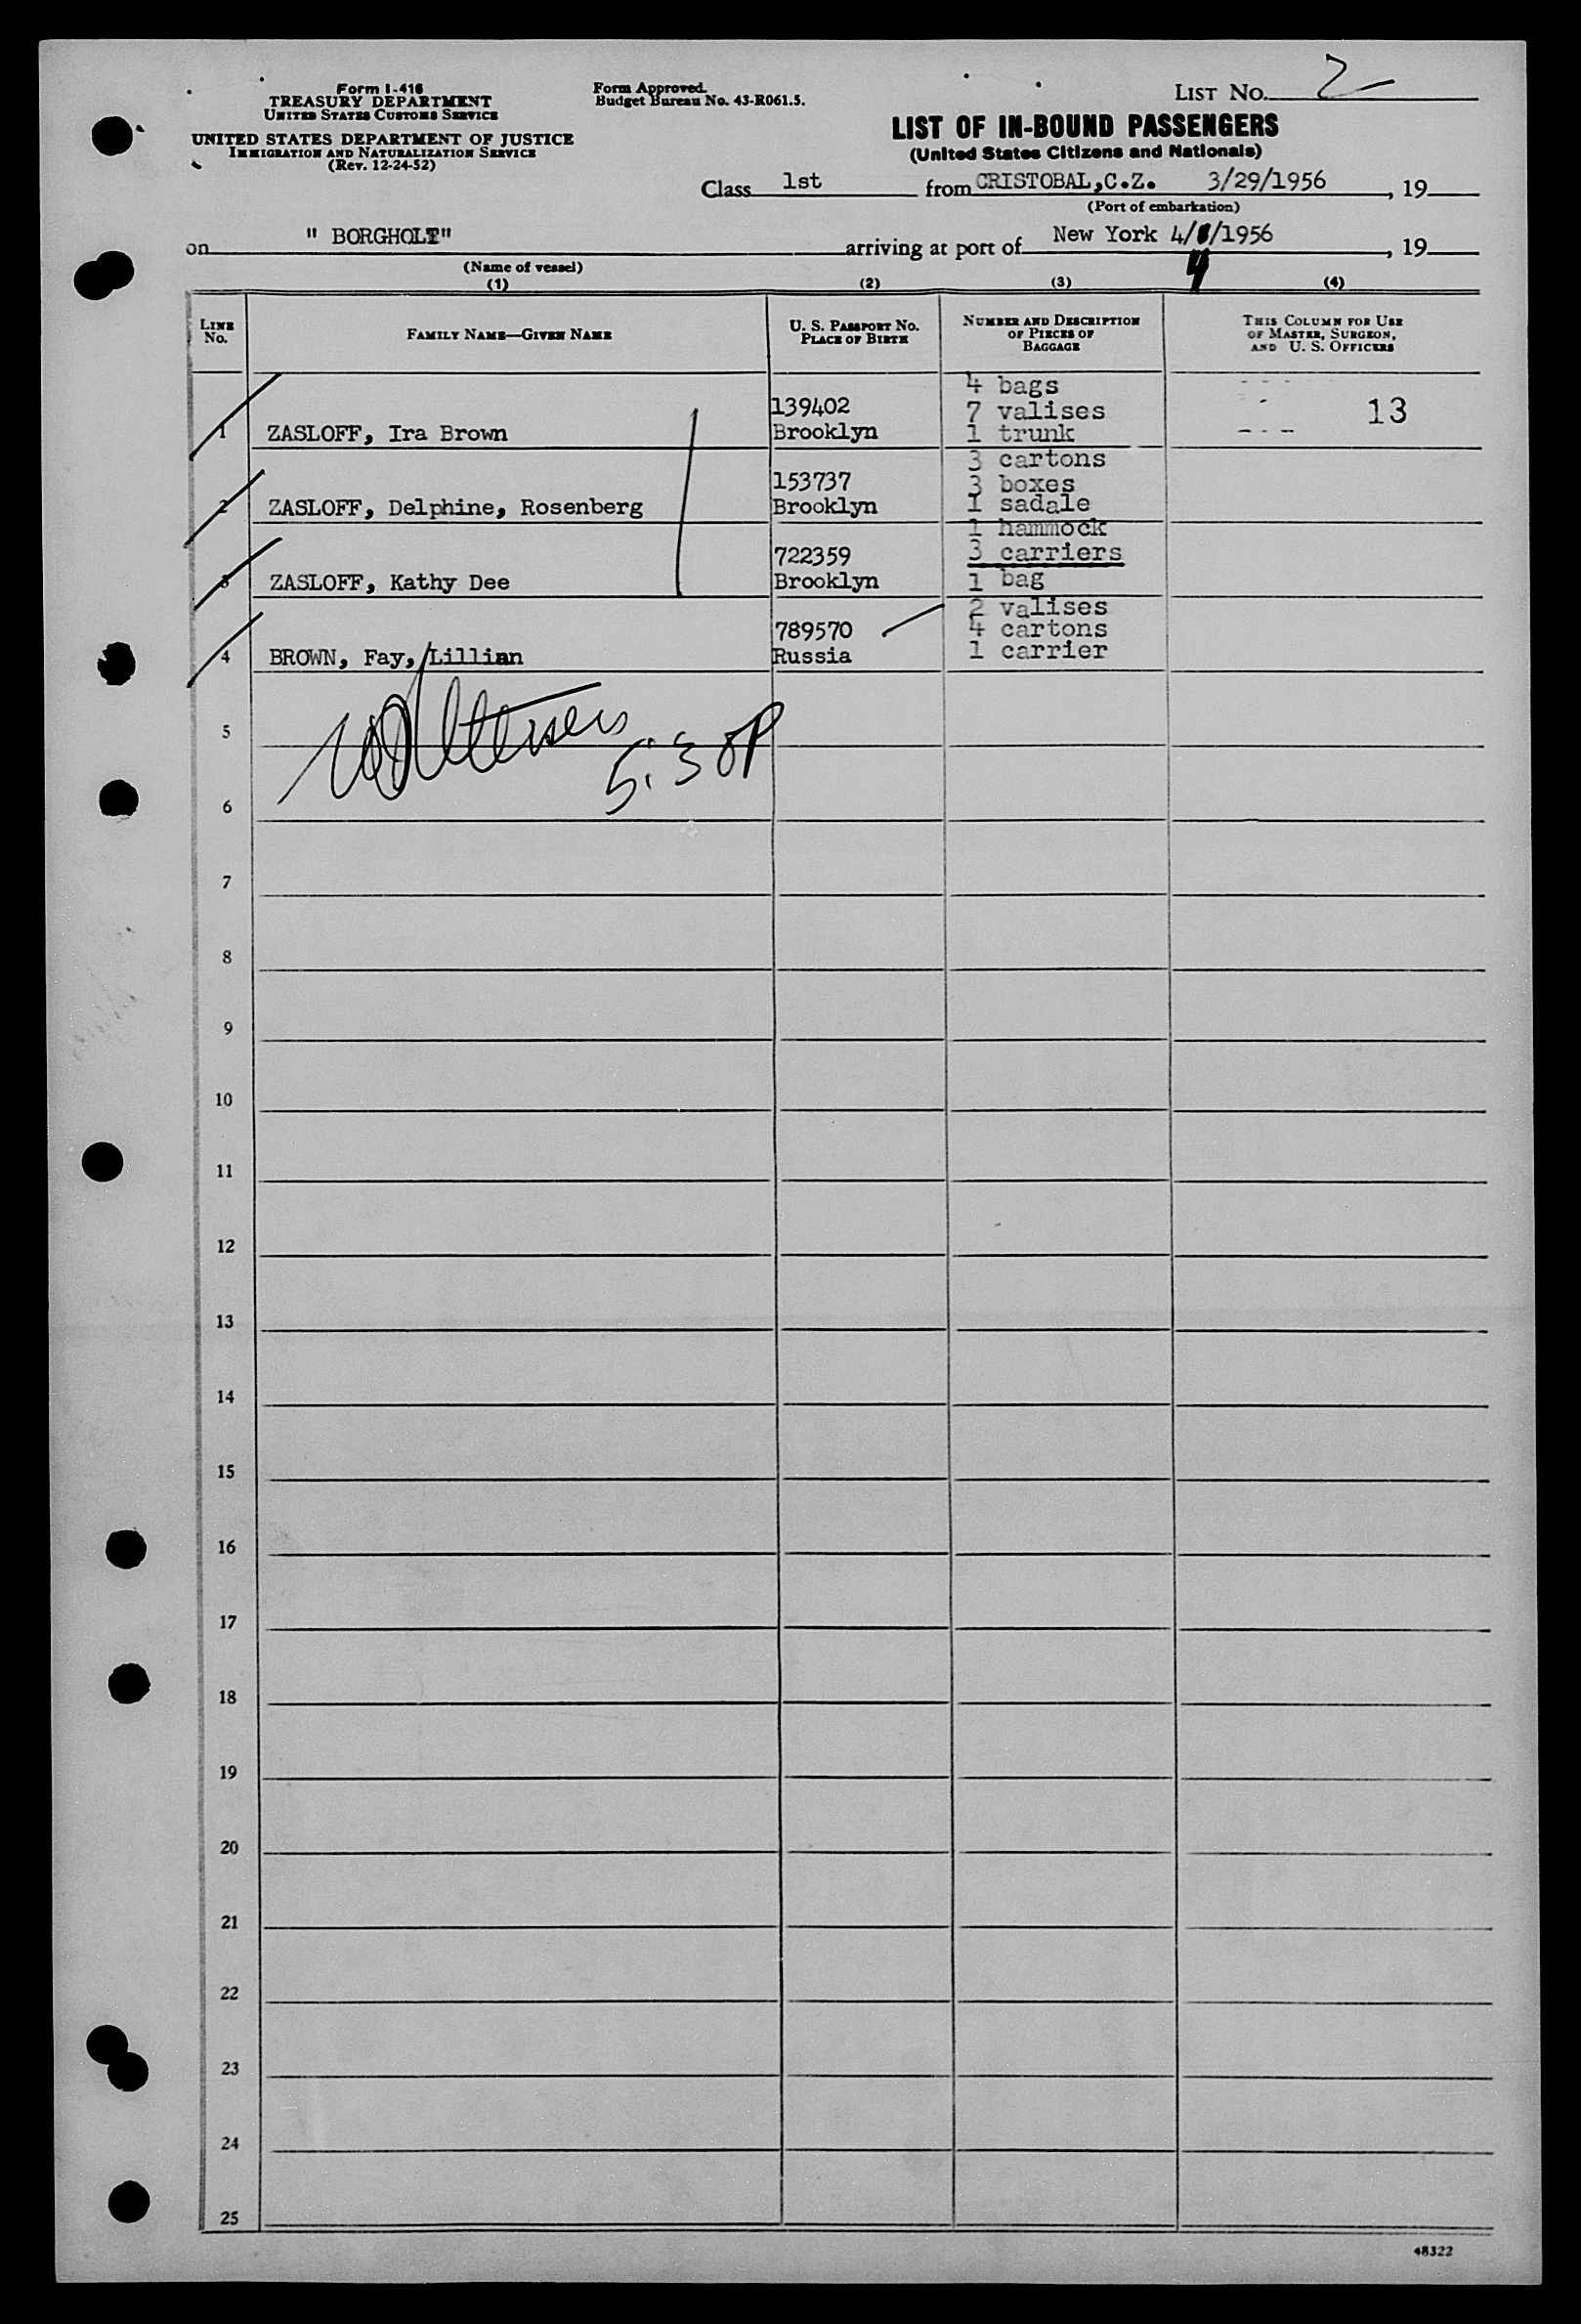 Form I-416
TREASURY DEPARTMENT
UNITED STATES CUSTOMS SERVICE
UNITED STATES DEPARTMENT OF JUSTICE
IMMIGRATION AND NATURALIZATION SERVICE
(Rev. 12-24-52)
Form Approved.
Budget Bureau No. 43-R061.5.
LIST NO. 2
LIST OF IN-BOUND PASSENGERS
(United States Citizens and Nationals)
Class 1st from CRISTOBAL,C.Z. 3/29/1956, 19
(Port of embarkation)
on " BORGHOLT" arriving at port of New York 4/4/1956, 19
(Name of vessel)
(1) (2) (3) (4)
LINE No. FAMILY NAME—GIVEN NAME U. S. PASSPORT NO. PLACE OF BIRTH NUMBER AND DESCRIPTION OF PIECES OF BAGGAGE THIS COLUMN FOR USE OF MASTER, SURGEON, AND U. S. OFFICERS
4 bags
139402 7 valises 13
1 ZASLOFF, Ira Brown Brooklyn 1 trunk
3 cartons
153737 3 boxes
2 ZASLOFF, Delphine, Rosenberg Brooklyn 1 sadale
1 hammock
722359 3 carriers
3 ZASLOFF, Kathy Dee Brooklyn 1 bag
2 valises
789570 4 cartons
4 BROWN, Fay, Lillian Russia 1 carrier
5
5:30P
6
7
8
9
10
11
12
13
14
15
16
17
18
19
20
21
22
23
24
25
48322